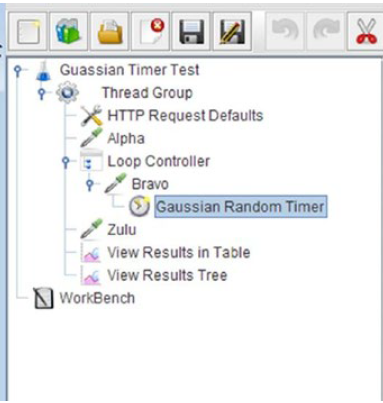 Guassian Timer Test
Thread Group
HTTP Request Defaults
Alpha
Loop Controller
Bravo
Gaussian Random Timer
Zulu
View Results in Table
View Results Tree
WorkBench